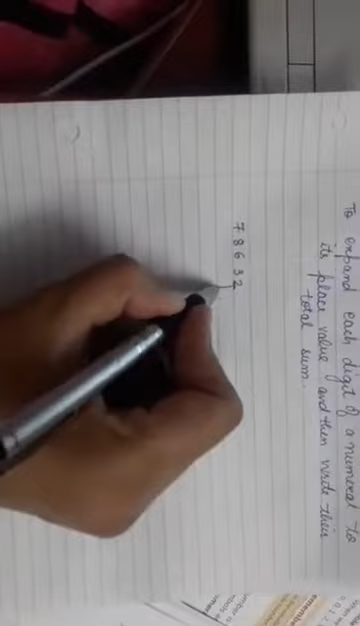 To expand each digit of a numeral to
its place value and then write their
total sum.
7 8 6 3 2